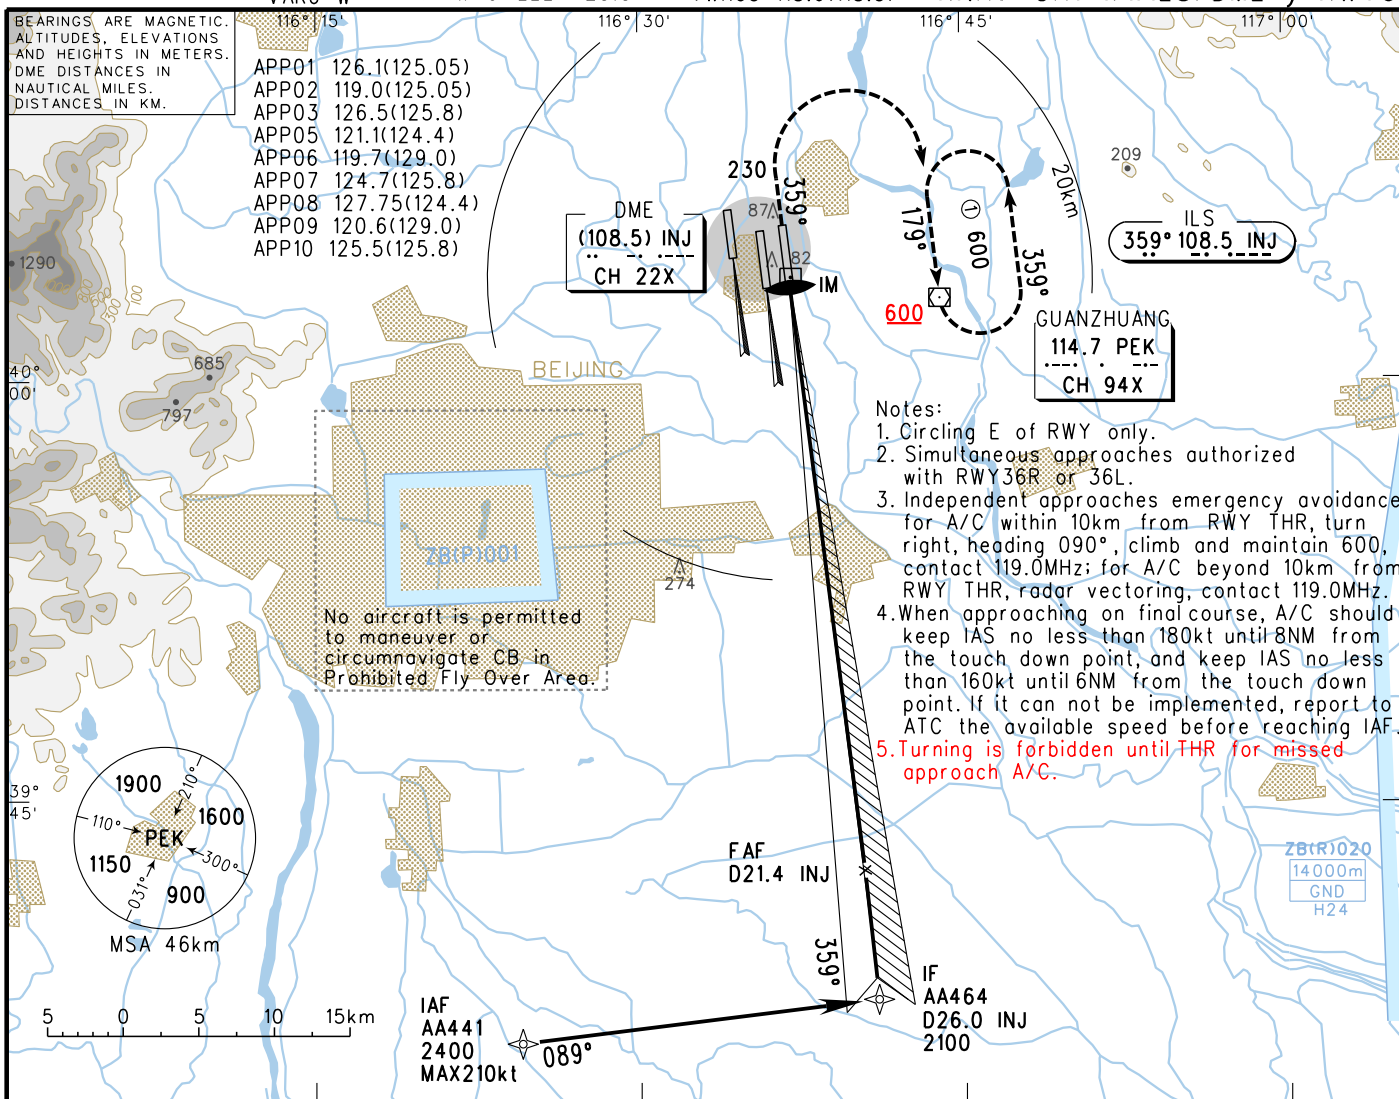 116° 15'
116° 30'
116° 45'
117° 00'
BEARINGS ARE MAGNETIC.
ALTITUDES, ELEVATIONS
AND HEIGHTS IN METERS.
DME DISTANCES IN
NAUTICAL MILES.
DISTANCES IN KM.
APP01 126.1(125.05)
APP02 119.0(125.05)
APP03 126.5(125.8)
APP05 121.1(124.4)
APP06 119.7(129.0)
APP07 124.7(125.8)
APP08 127.75(124.4)
APP09 120.6(129.0)
APP10 125.5(125.8)
209
20km
230
359°
DME
(108.5) INJ
CH 22X
87
82
IM
179°
① 600
359°
600
ILS
359° 108.5 INJ
GUANZHUANG
114.7 PEK
CH 94X
1290
300
100
685
797
40°
00'
BEIJING
ZB(P)001
274
No aircraft is permitted
to maneuver or
circumnavigate CB in
Prohibited Fly Over Area.
Notes:
1. Circling E of RWY only.
2. Simultaneous approaches authorized
with RWY36R or 36L.
3. Independent approaches emergency avoidance
for A/C within 10km from RWY THR, turn
right, heading 090°, climb and maintain 600,
contact 119.0MHz; for A/C beyond 10km from
RWY THR, radar vectoring, contact 119.0MHz.
4.When approaching on final course, A/C should
keep IAS no less than 180kt until 8NM from
the touch down point, and keep IAS no less
than 160kt until 6NM from the touch down
point. If it can not be implemented, report to
ATC the available speed before reaching IAF.
5.Turning is forbidden until THR for missed
approach A/C.
39°
45'
1900
210°
1600
110°
PEK
1150
300°
031°
900
MSA 46km
ZB(R)020
14000m
GND
H24
FAF
D21.4 INJ
359°
IF
AA464
D26.0 INJ
2100
IAF
AA441
2400
MAX210kt
089°
5 0 5 10 15km